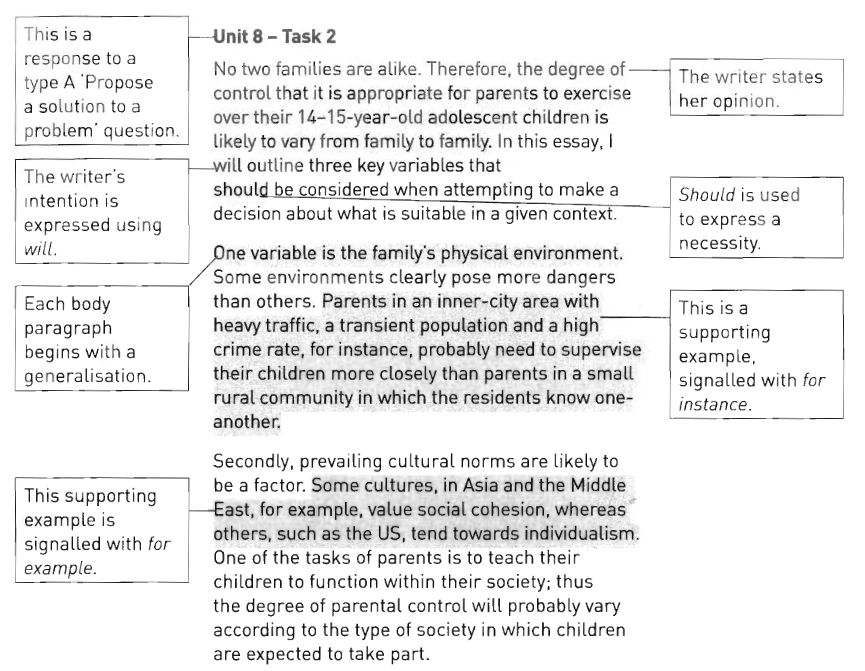 This is a
response to a
type A 'Propose
a solution to a
problem' question.
The writer's
intention is
expressed using
will.
Each body
paragraph
begins with a
generalisation.
This supporting
example is
signalled with for
example.
Unit 8 – Task 2
No two families are alike. Therefore, the degree of
control that it is appropriate for parents to exercise
over their 14–15-year-old adolescent children is
likely to vary from family to family. In this essay, I
will outline three key variables that
should be considered when attempting to make a
decision about what is suitable in a given context.
One variable is the family's physical environment.
Some environments clearly pose more dangers
than others. Parents in an inner-city area with
heavy traffic, a transient population and a high
crime rate, for instance, probably need to supervise
their children more closely than parents in a small
rural community in which the residents know one-
another.
Secondly, prevailing cultural norms are likely to
be a factor. Some cultures, in Asia and the Middle
East, for example, value social cohesion, whereas
others, such as the US, tend towards individualism.
One of the tasks of parents is to teach their
children to function within their society; thus
the degree of parental control will probably vary
according to the type of society in which children
are expected to take part.
The writer states
her opinion.
Should is used
to express a
necessity.
This is a
supporting
example,
signalled with for
instance.